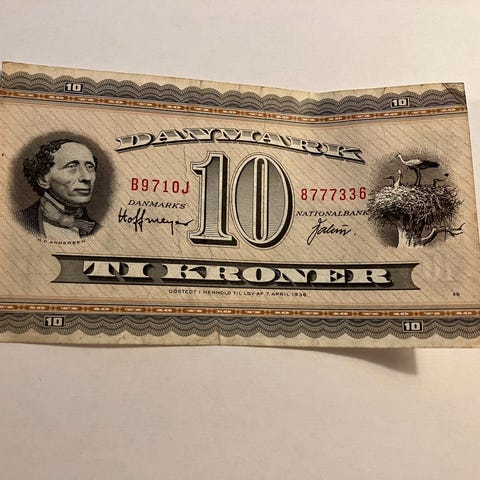 10 10
DANMARK
B9710J 10 8777336
DANMARKS NATIONALBANK
Hoffmeyer
H.C. ANDERSEN
TI KRONER
UDSTEDT I HENHOLD TIL LOV AF 7. APRIL 1936
10 10